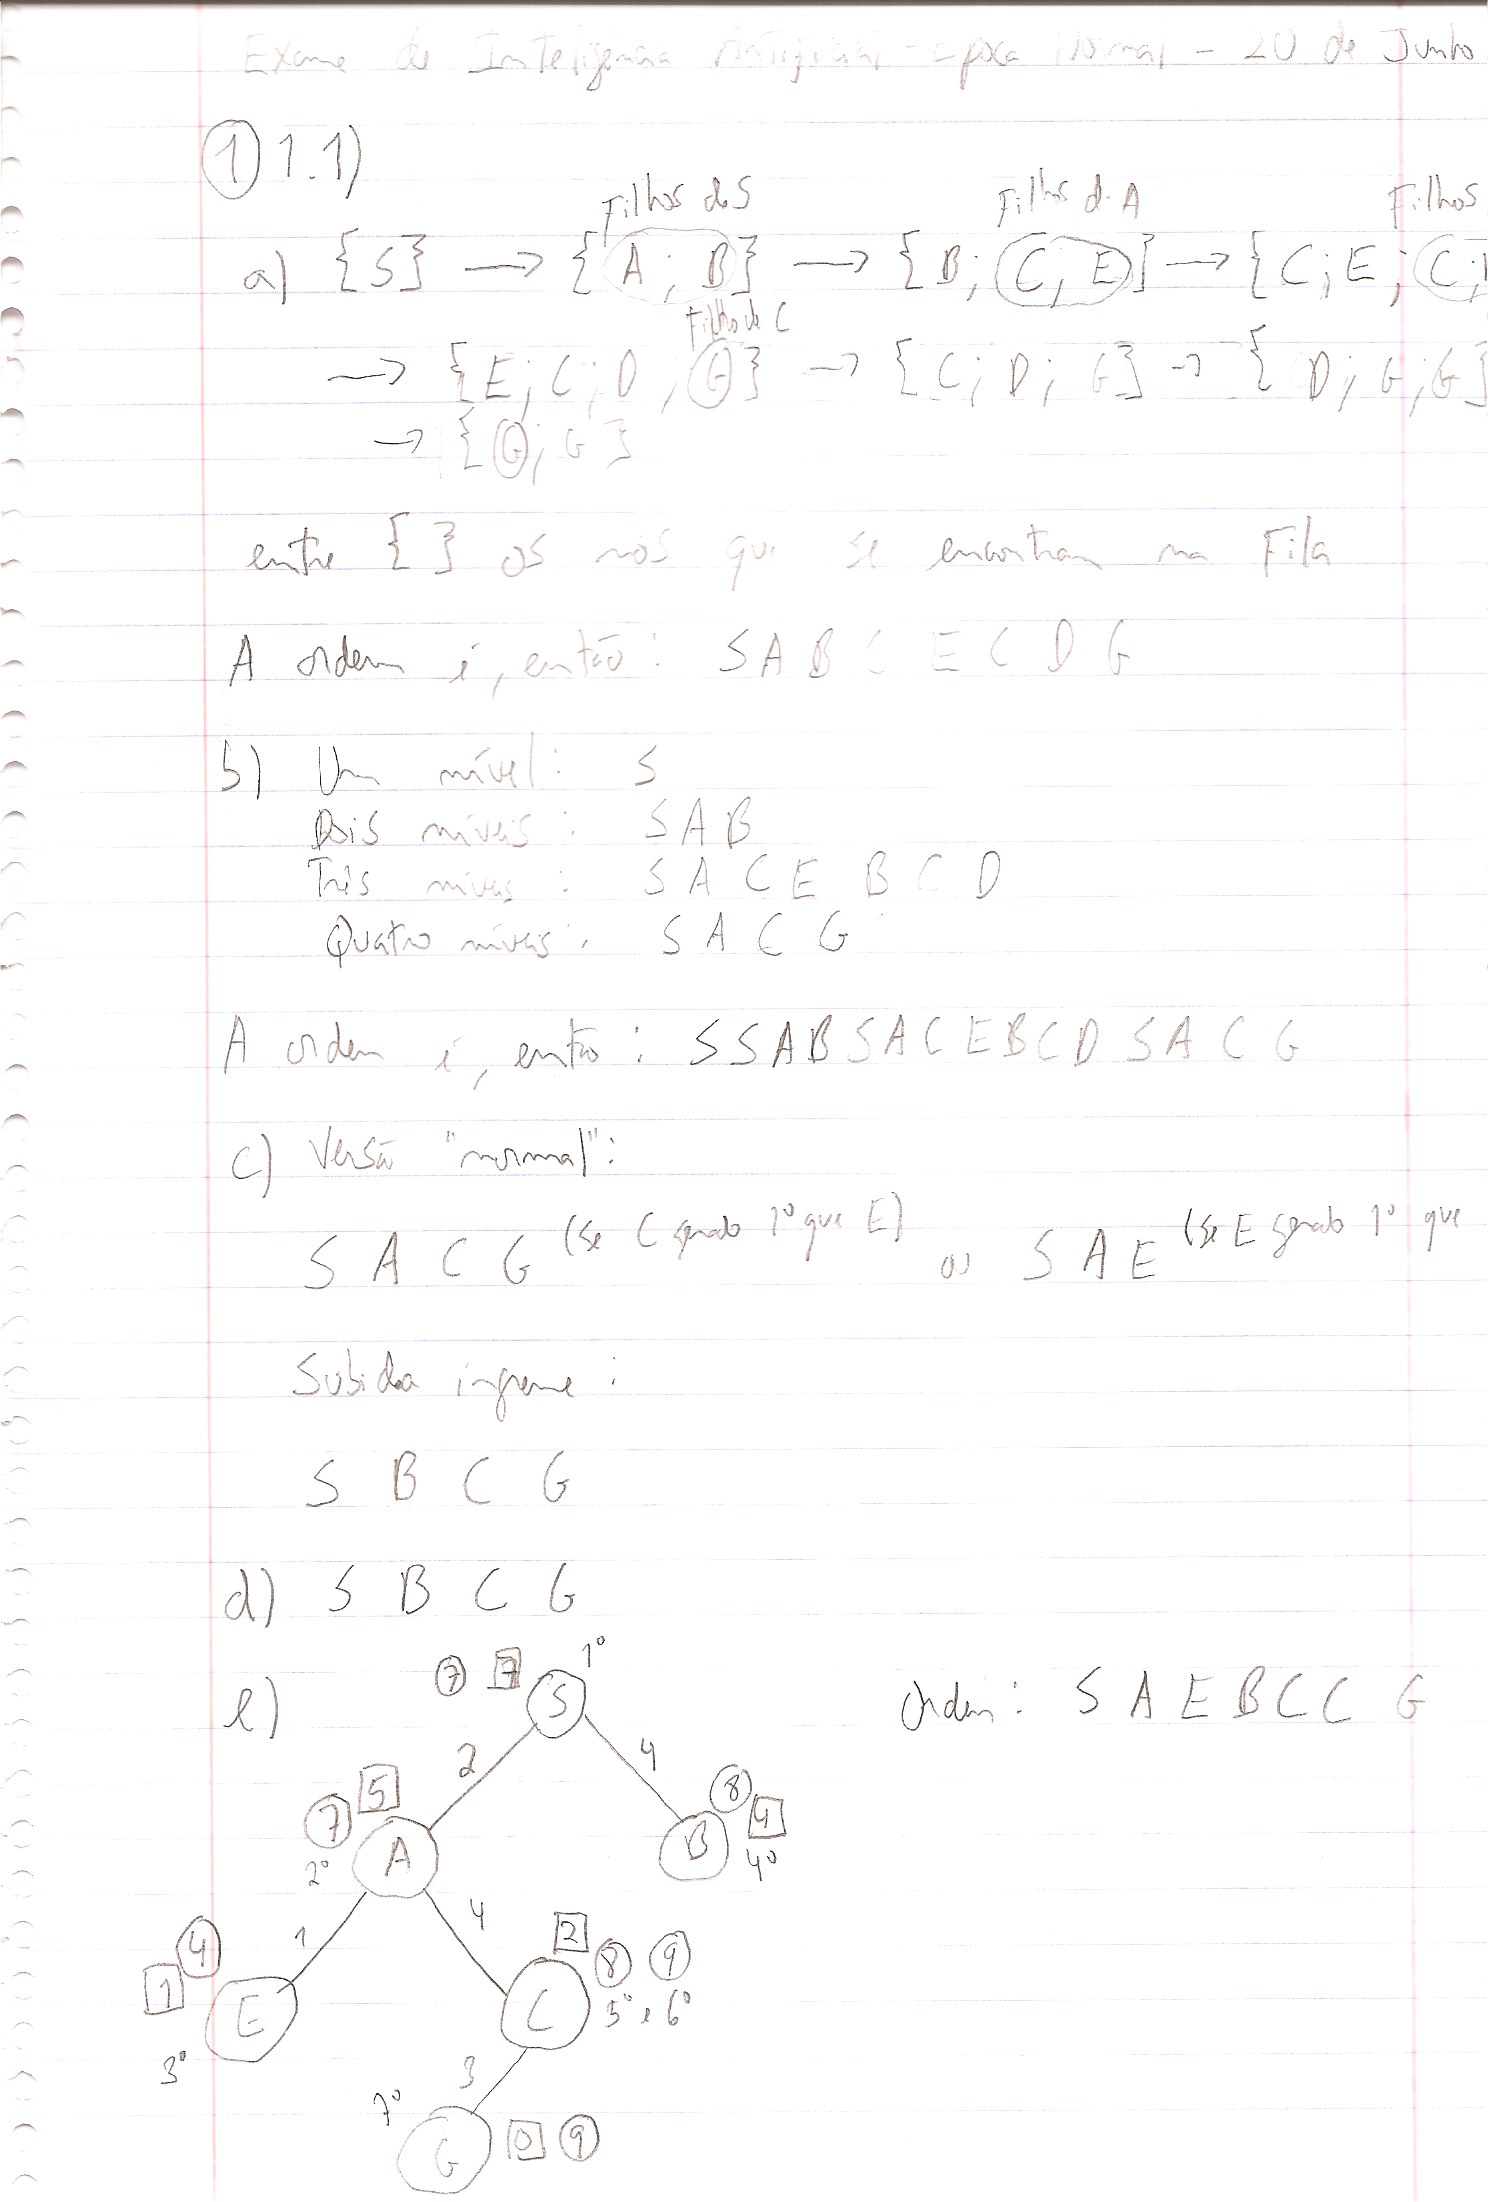 Exame de Inteligência Artificial - Época Normal - 20 de Junho
1 1.1)
Filhos de S Filhos de A Filhos
a) {S} → {A; B} → {B; C; E} → {C; E; C;
Filho de C
→ {E; C; D; G} → {C; D; G} → {D; G; G}
→ {G; G}
entre { } os nós que se encontram na Fila
A ordem é, então: S A B C E C D G
b) Um nível: S
Dois níveis: S A B
Três níveis: S A C E B C D
Quatro níveis: S A C G
A ordem é, então: S S A B S A C E B C D S A C G
c) Versão "normal":
S A C G (se C gerado 1º que E) ou S A E (se E gerado 1º que
Subida íngreme:
S B C G
d) S B C G
e) 7 7 S 1º Ordem: S A E B C C G
2 4
7 5 A 2º 8 9 B 4º
1 4
4 1 E 3º 2 C 8 9 5º e 6º
3
7º G 0 9